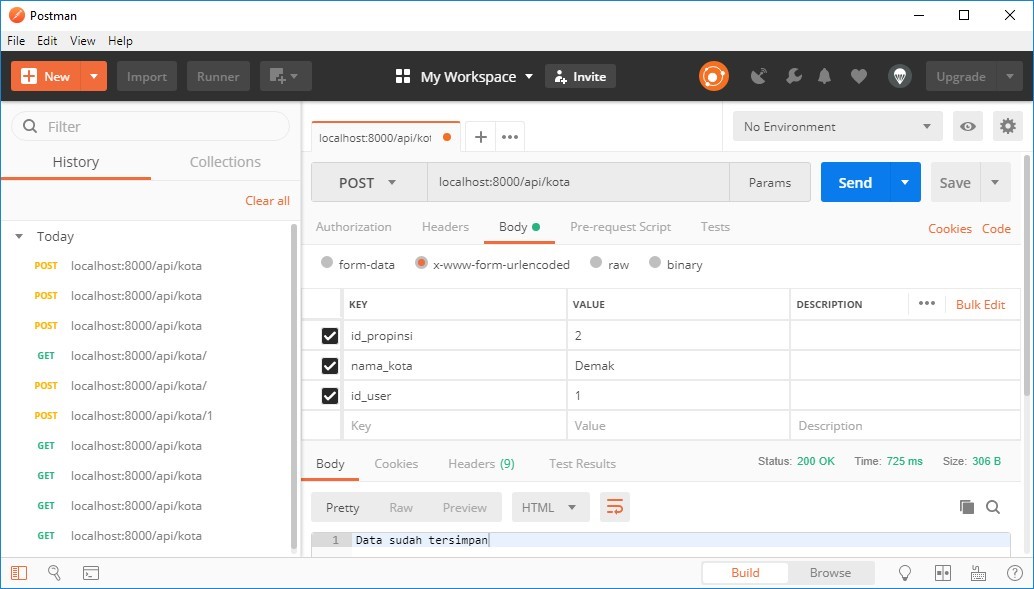 Postman
File Edit View Help
New Import Runner My Workspace Invite Upgrade
Filter
History Collections
Clear all
Today
POST localhost:8000/api/kota
POST localhost:8000/api/kota
POST localhost:8000/api/kota
GET localhost:8000/api/kota/
POST localhost:8000/api/kota/
POST localhost:8000/api/kota/1
GET localhost:8000/api/kota
GET localhost:8000/api/kota
GET localhost:8000/api/kota
GET localhost:8000/api/kota
localhost:8000/api/kot
No Environment
POST localhost:8000/api/kota Params Send Save
Authorization Headers Body Pre-request Script Tests Cookies Code
form-data x-www-form-urlencoded raw binary
KEY VALUE DESCRIPTION Bulk Edit
id_propinsi 2
nama_kota Demak
id_user 1
Key Value Description
Body Cookies Headers (9) Test Results Status: 200 OK Time: 725 ms Size: 306 B
Pretty Raw Preview HTML
1 Data sudah tersimpan
Build Browse